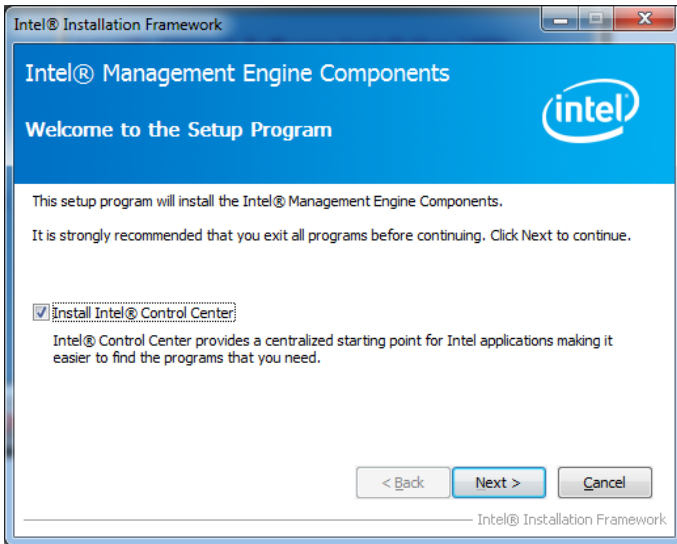 Intel® Installation Framework
Intel® Management Engine Components
Welcome to the Setup Program
intel®
This setup program will install the Intel® Management Engine Components.
It is strongly recommended that you exit all programs before continuing. Click Next to continue.
Install Intel® Control Center
Intel® Control Center provides a centralized starting point for Intel applications making it
easier to find the programs that you need.
< Back
Next >
Cancel
Intel® Installation Framework